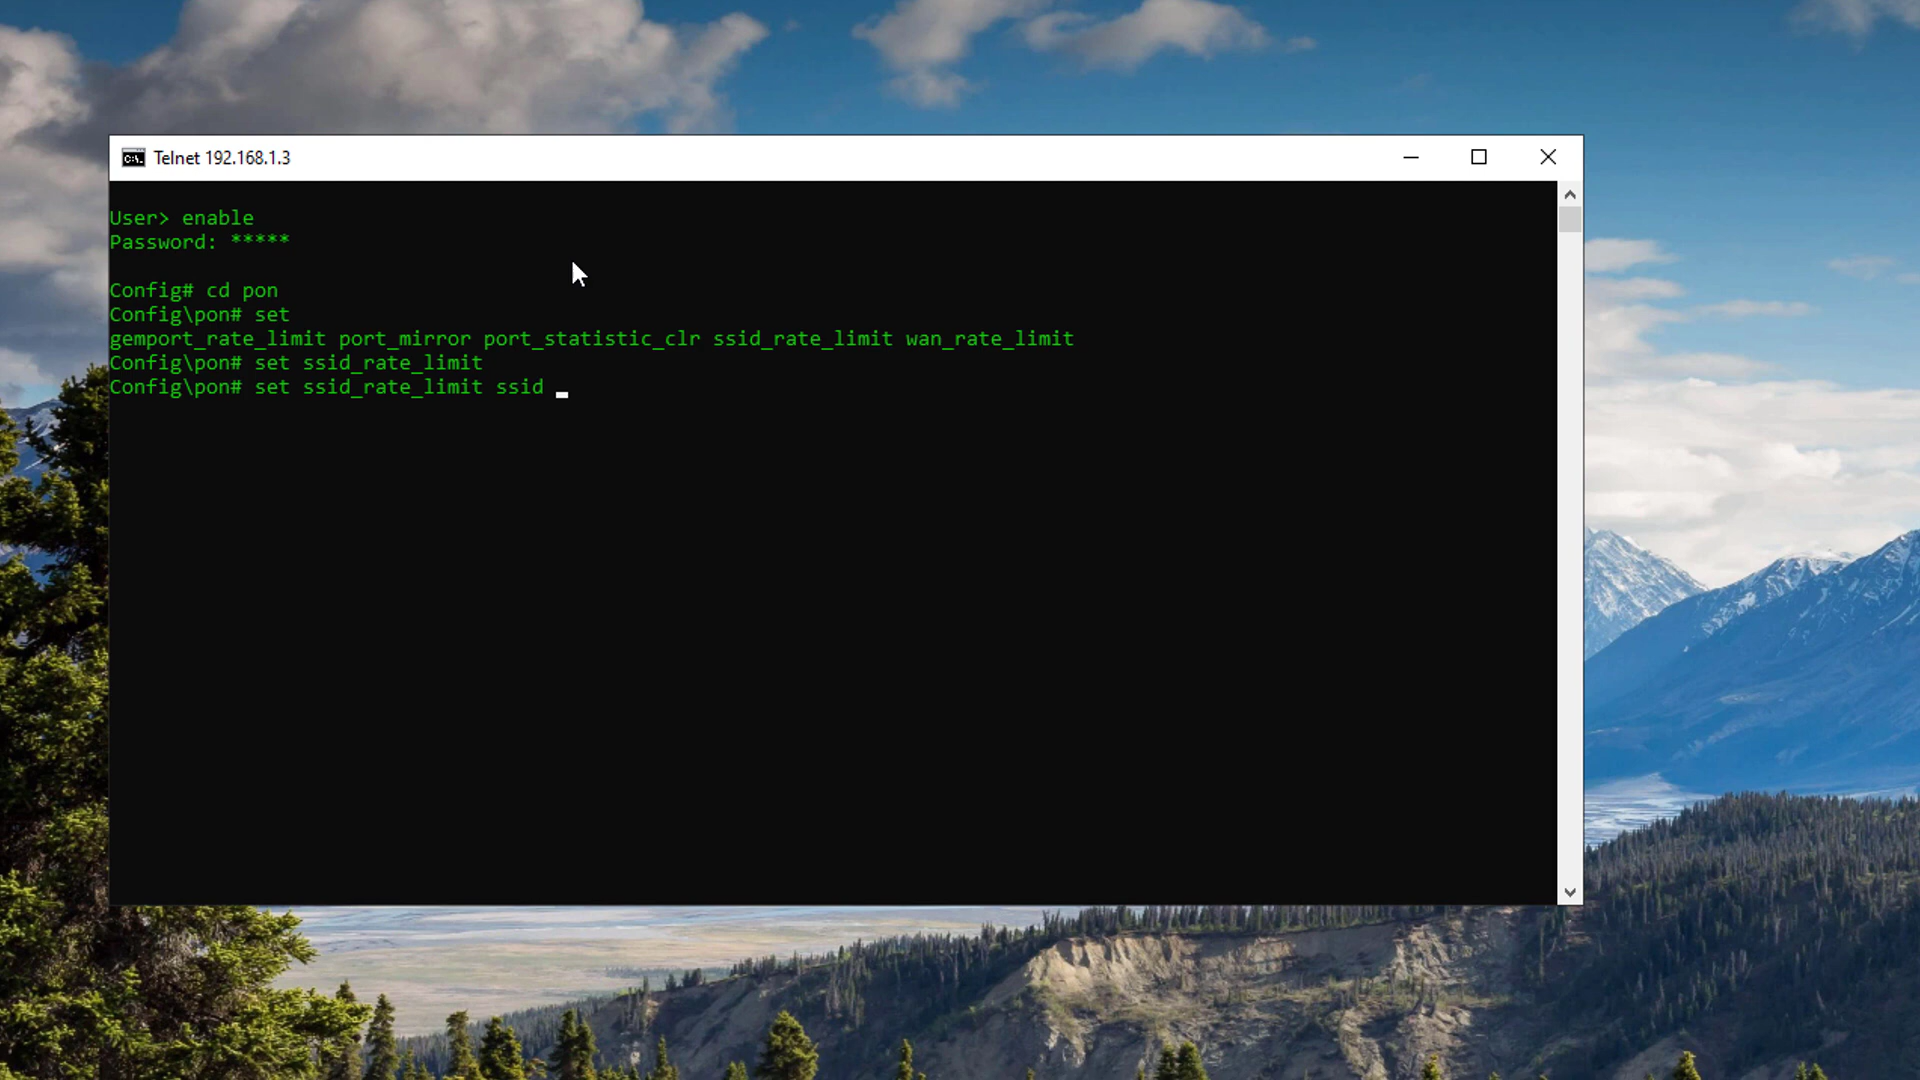 Telnet 192.168.1.3
User> enable
Password: *****
Config# cd pon
Config\pon# set
gemport_rate_limit port_mirror port_statistic_clr ssid_rate_limit wan_rate_limit
Config\pon# set ssid_rate_limit
Config\pon# set ssid_rate_limit ssid